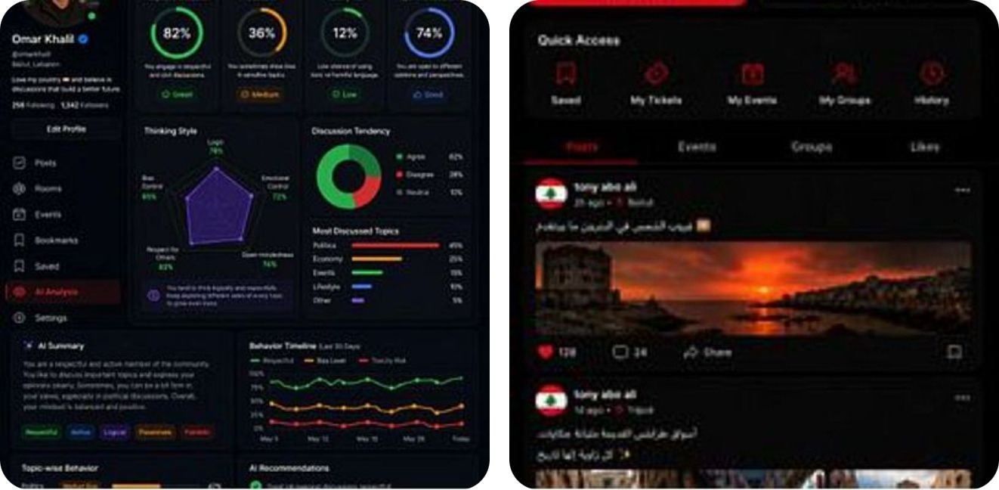 Omar Khalil
@omarkhalil
Beirut, Lebanon
Love my country and believe in
discussions that build a better future.
256 Following 1,342 Followers
Edit Profile
Posts
Rooms
Events
Bookmarks
Saved
AI Analysis
Settings
82%
You engage in respectful
and civil discussions.
Great
36%
You sometimes show bias
in sensitive topics.
Medium
12%
Low chance of using
toxic or harmful language.
Low
74%
You are open to different
opinions and perspectives.
Good
Thinking Style
Logic
78%
Bias
Control
65%
Emotional
Control
72%
Respect for
Others
82%
Open-mindedness
74%
You tend to think logically and respectfully.
Keep exploring different sides of every topic
to grow even more.
Discussion Tendency
Agree 62%
Disagree 28%
Neutral 10%
Most Discussed Topics
Politics 45%
Economy 25%
Events 15%
Lifestyle 10%
Other 5%
AI Summary
You are a respectful and active member of the community.
You like to discuss important topics and express your
opinions clearly. Sometimes, you can be a bit firm in
your views, especially in political discussions. Overall,
your mindset is balanced and positive.
Respectful Active Logical Passionate Patriotic
Behavior Timeline (Last 30 Days)
Respectful Bias Level Toxicity Risk
100%
75%
50%
25%
0%
May 5 May 12 May 19 May 26 Today
Topic-wise Behavior
Politics
AI Recommendations
Quick Access
Saved My Tickets My Events My Groups History
Posts Events Groups Likes
tony abo ali
2h ago • Beirut
غروب الشمس في البترون ما بينتهى
128 24 Share
tony abo ali
1d ago • Tripoli
أسواق طرابلس القديمة مليانة حكايات،
كل زاوية إلها تاريخ ✨